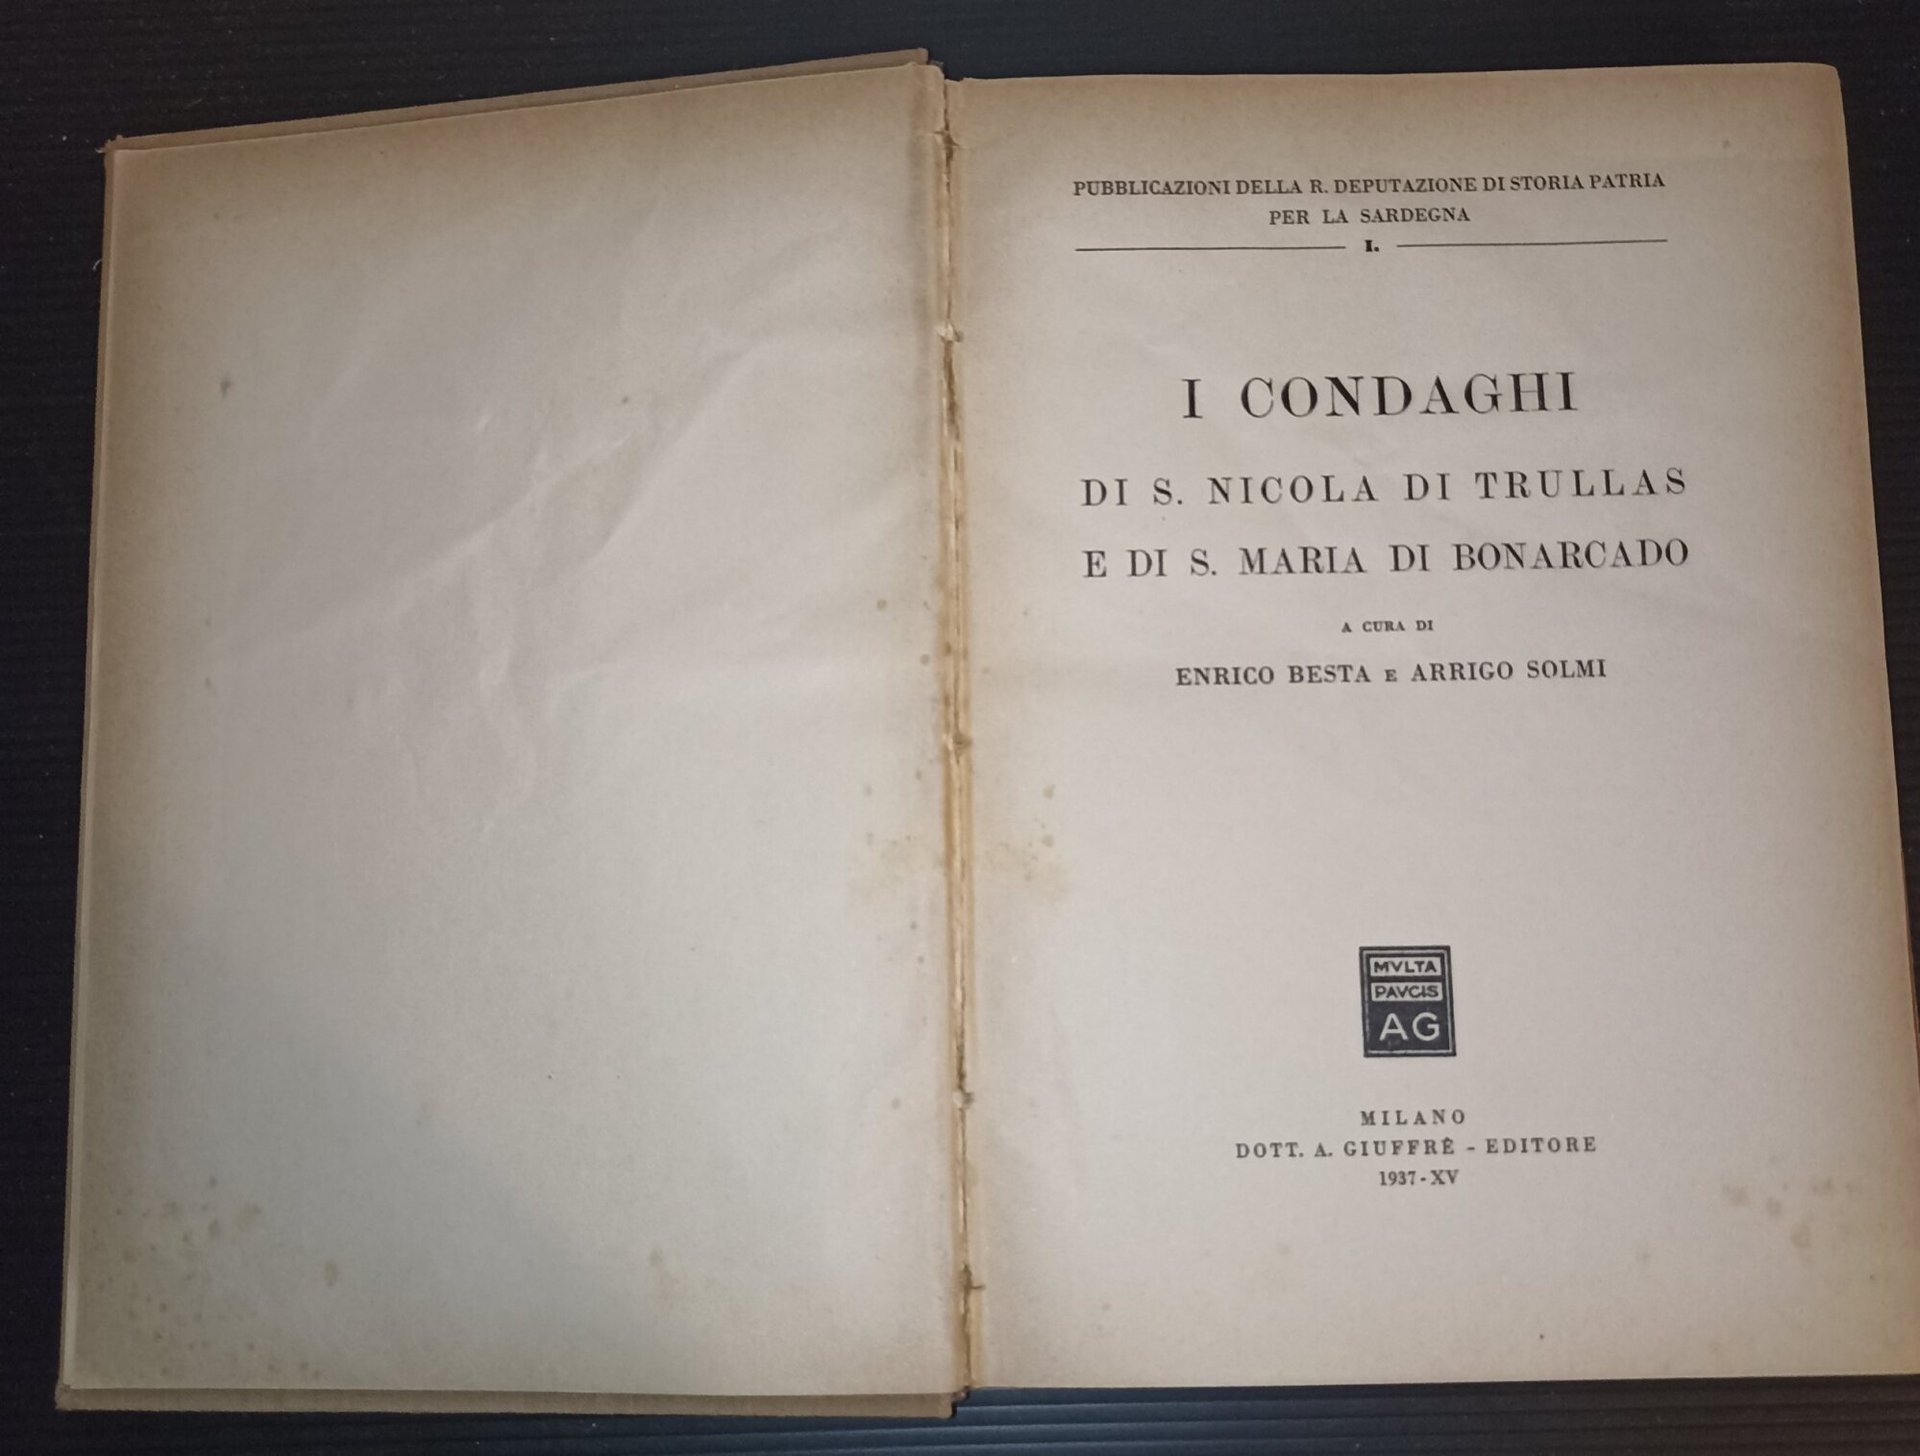 PUBBLICAZIONI DELLA R. DEPUTAZIONE DI STORIA PATRIA
PER LA SARDEGNA
I.
I CONDAGHI
DI S. NICOLA DI TRULLAS
E DI S. MARIA DI BONARCADO
A CURA DI
ENRICO BESTA E ARRIGO SOLMI
MVLTA
PAVCIS
AG
MILANO
DOTT. A. GIUFFRÈ - EDITORE
1937-XV